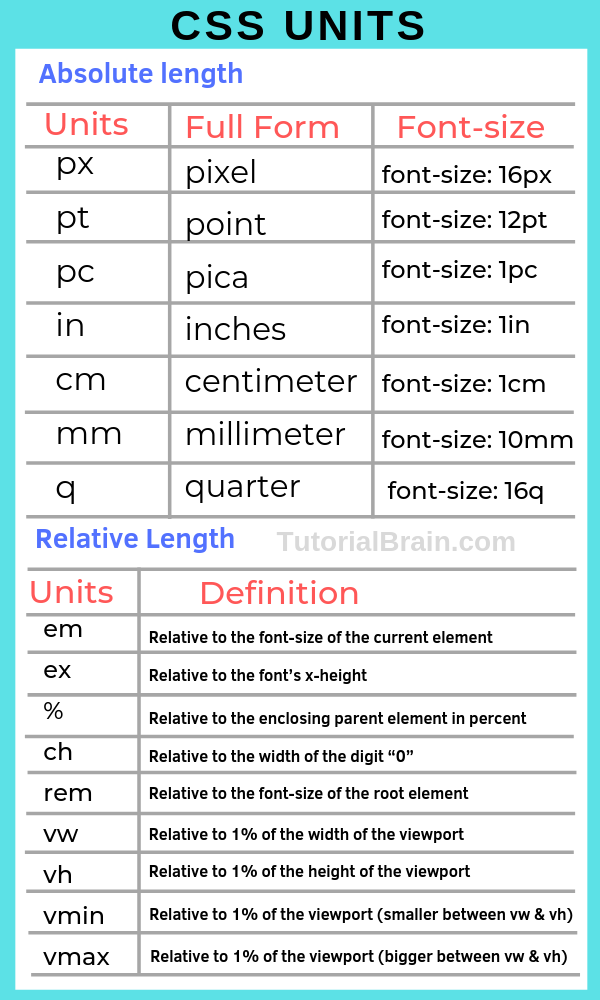 CSS UNITS
Absolute length
Units Full Form Font-size
px pixel font-size: 16px
pt point font-size: 12pt
pc pica font-size: 1pc
in inches font-size: 1in
cm centimeter font-size: 1cm
mm millimeter font-size: 10mm
q quarter font-size: 16q
Relative Length TutorialBrain.com
Units Definition
em Relative to the font-size of the current element
ex Relative to the font’s x-height
% Relative to the enclosing parent element in percent
ch Relative to the width of the digit “0”
rem Relative to the font-size of the root element
vw Relative to 1% of the width of the viewport
vh Relative to 1% of the height of the viewport
vmin Relative to 1% of the viewport (smaller between vw & vh)
vmax Relative to 1% of the viewport (bigger between vw & vh)